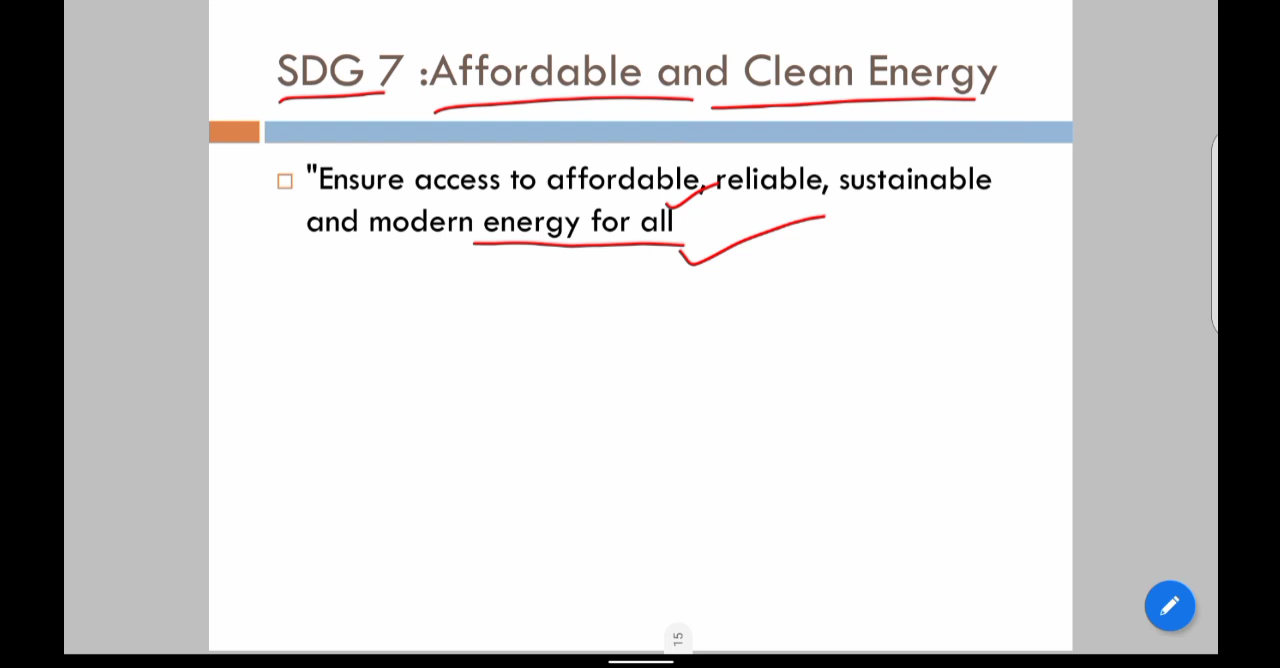 SDG 7 :Affordable and Clean Energy
"Ensure access to affordable, reliable, sustainable
and modern energy for all
15